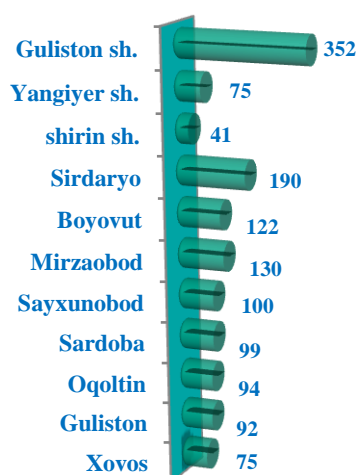 Guliston sh. 352
Yangiyer sh. 75
shirin sh. 41
Sirdaryo 190
Boyovut 122
Mirzaobod 130
Sayxunobod 100
Sardoba 99
Oqoltin 94
Guliston 92
Xovos 75